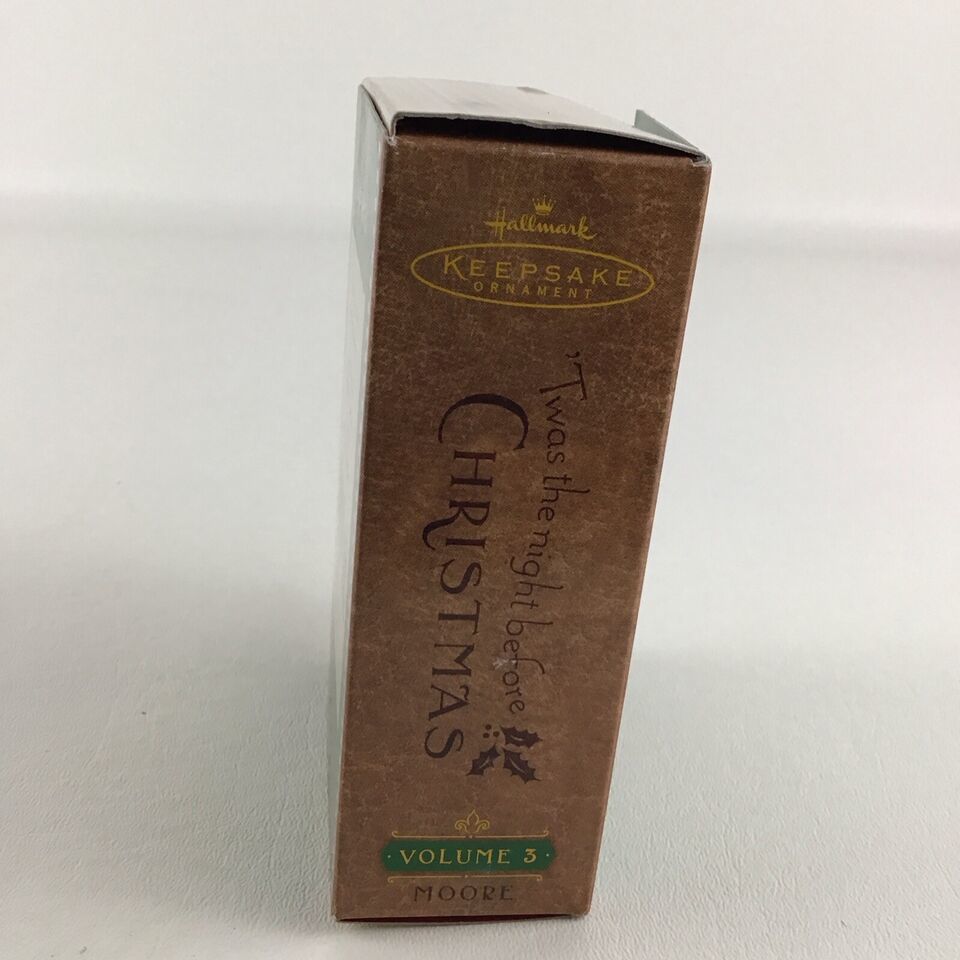 Hallmark
KEEPSAKE
ORNAMENT
'Twas the night before
CHRISTMAS
· VOLUME 3 ·
MOORE